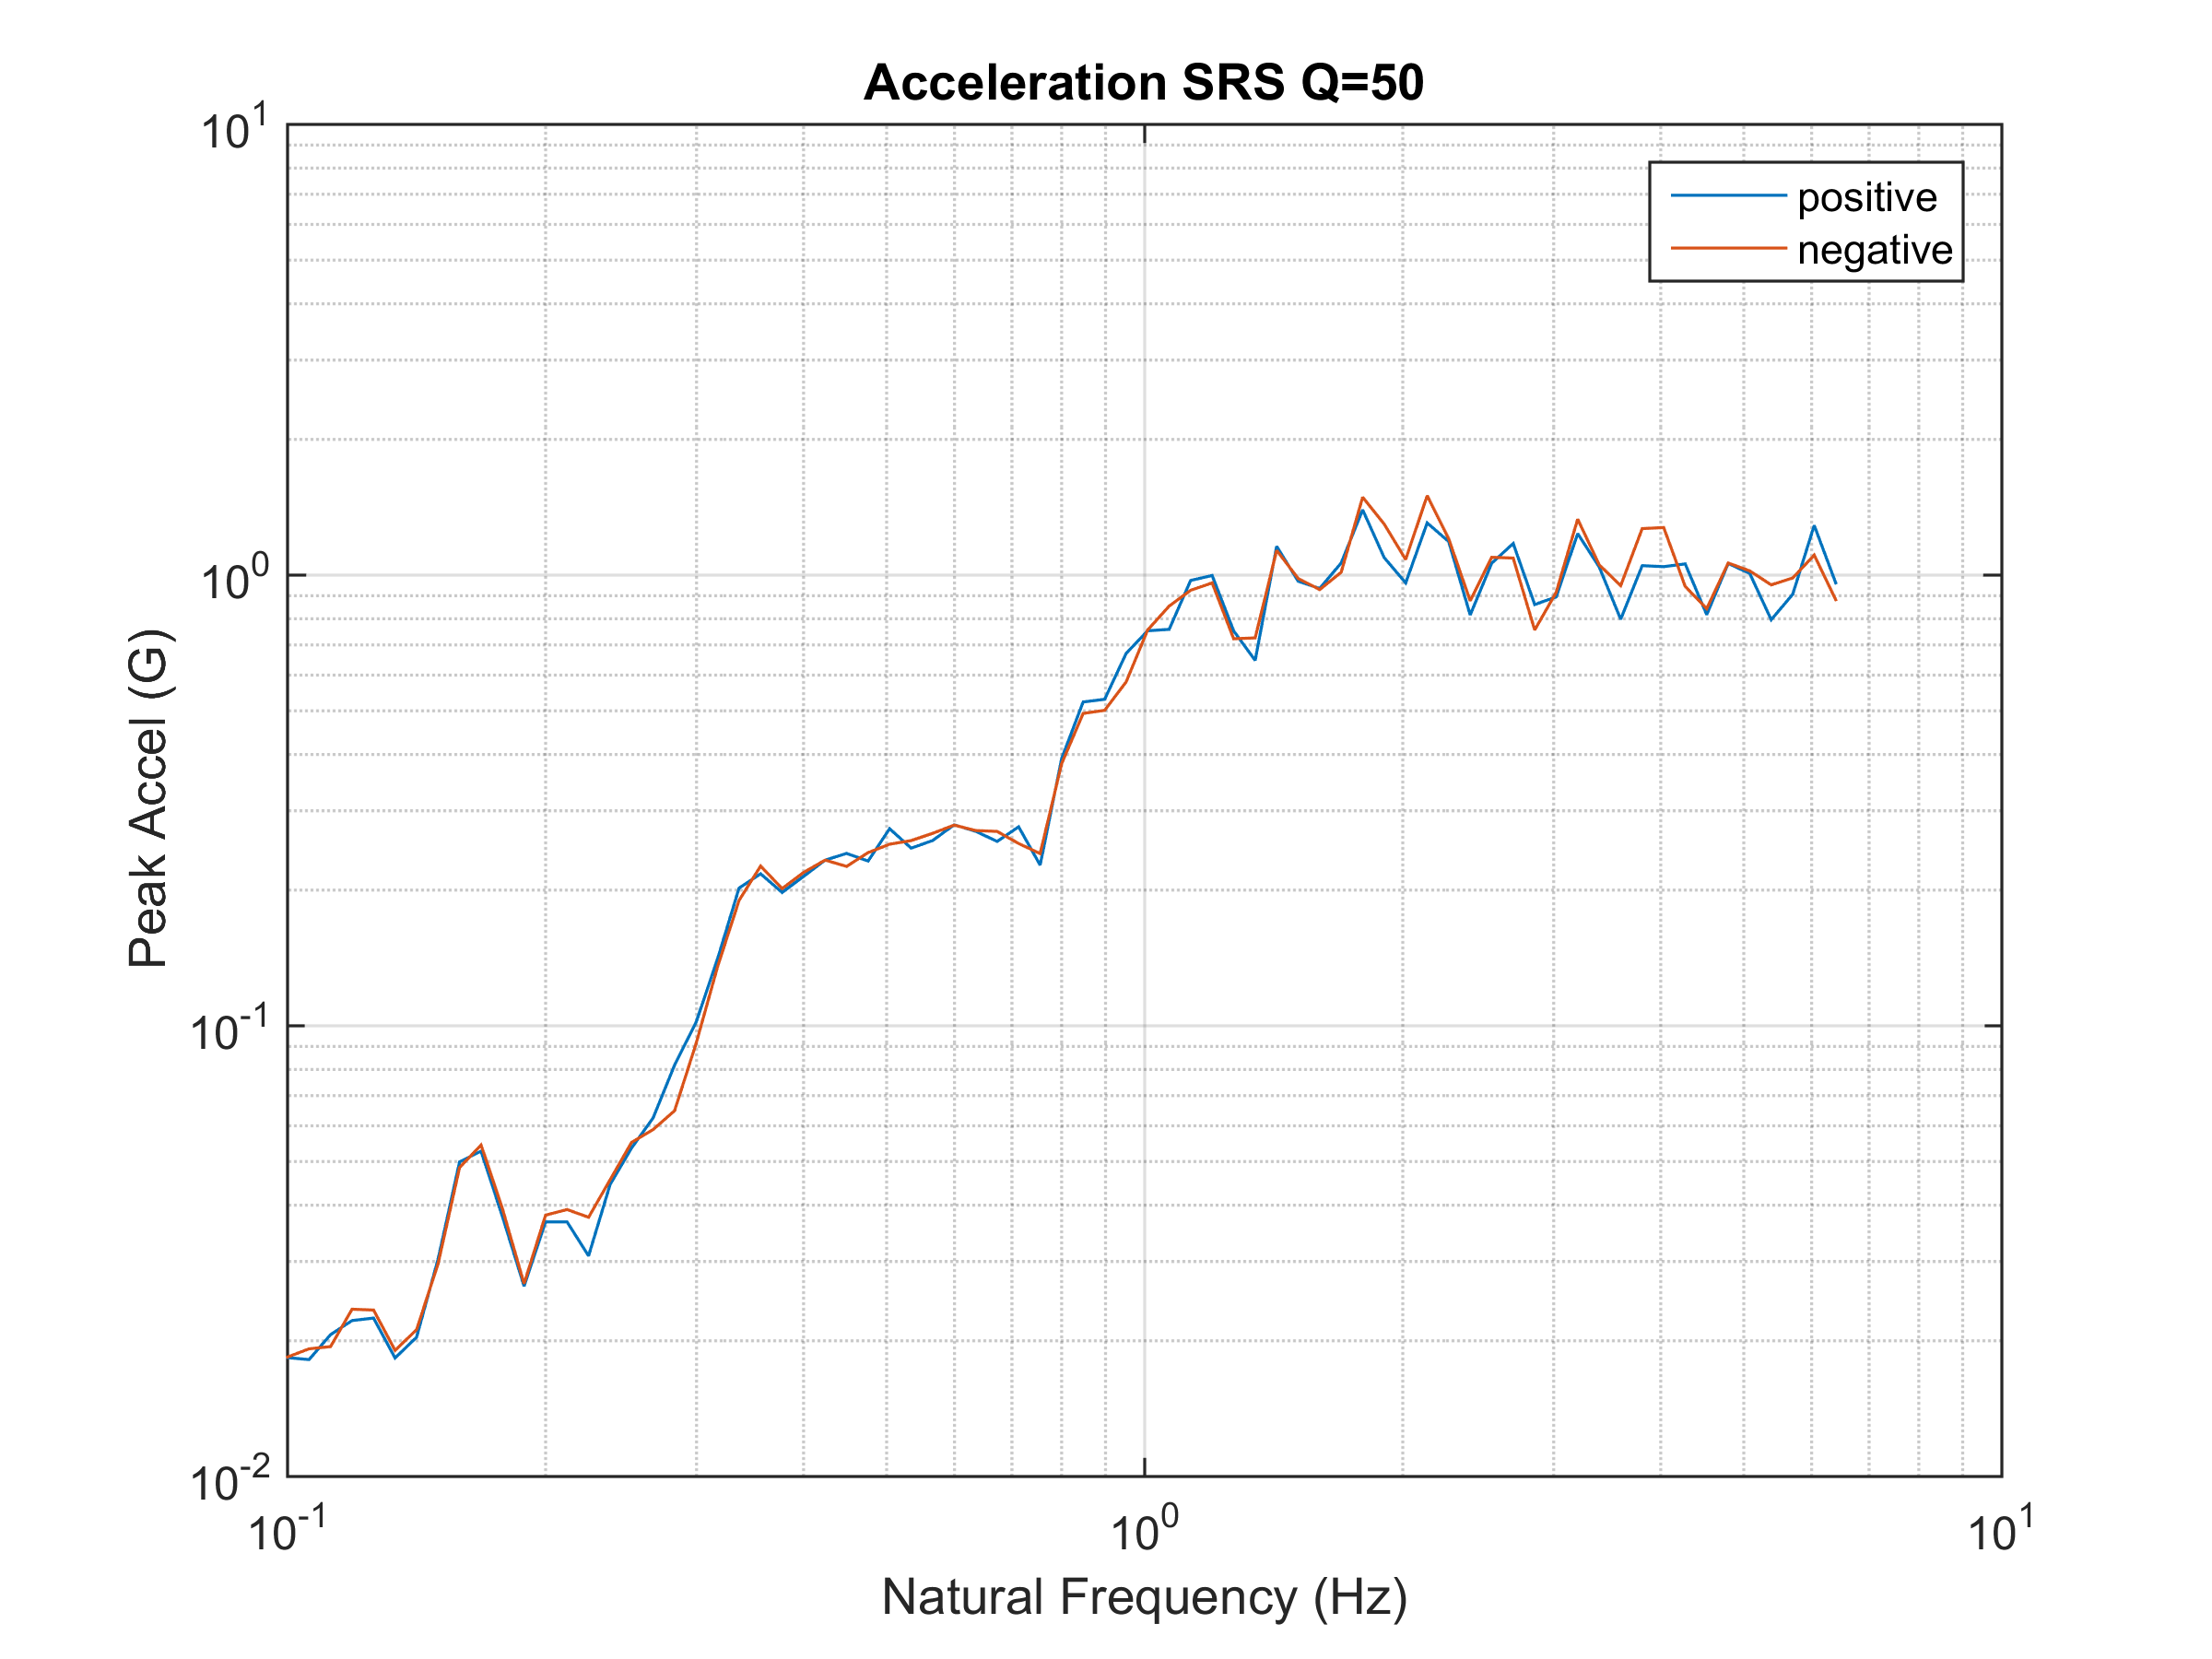 Acceleration SRS Q=50
10^1
positive
negative
10^0
Peak Accel (G)
10^-1
10^-2
10^-1
10^0
10^1
Natural Frequency (Hz)